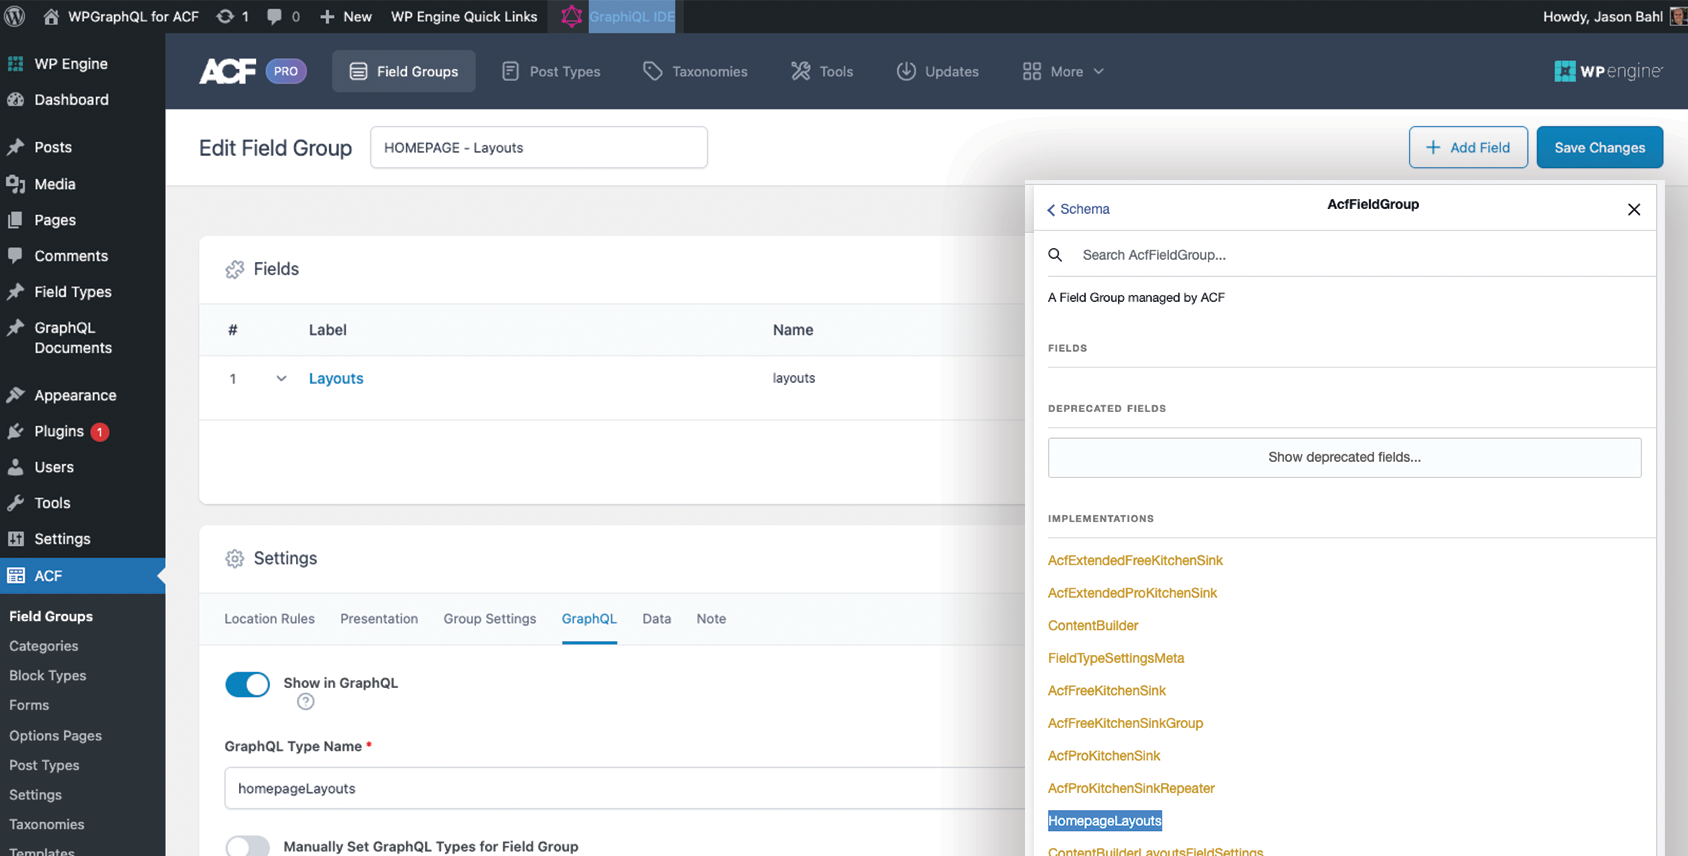 WPGraphQL for ACF 1 0 New WP Engine Quick Links GraphiQL IDE Howdy, Jason Bahl
WP Engine
Dashboard
Posts
Media
Pages
Comments
Field Types
GraphQL
Documents
Appearance
Plugins 1
Users
Tools
Settings
ACF
Field Groups
Categories
Block Types
Forms
Options Pages
Post Types
Settings
Taxonomies
Templates
ACF PRO Field Groups Post Types Taxonomies Tools Updates More WP engine
Edit Field Group HOMEPAGE - Layouts Add Field Save Changes
Fields
# Label Name
1 Layouts layouts
Settings
Location Rules Presentation Group Settings GraphQL Data Note
Show in GraphQL
?
GraphQL Type Name *
homepageLayouts
Manually Set GraphQL Types for Field Group
Schema AcfFieldGroup
Search AcfFieldGroup...
A Field Group managed by ACF
FIELDS
DEPRECATED FIELDS
Show deprecated fields...
IMPLEMENTATIONS
AcfExtendedFreeKitchenSink
AcfExtendedProKitchenSink
ContentBuilder
FieldTypeSettingsMeta
AcfFreeKitchenSink
AcfFreeKitchenSinkGroup
AcfProKitchenSink
AcfProKitchenSinkRepeater
HomepageLayouts
ContentBuilderLayoutsFieldSettings